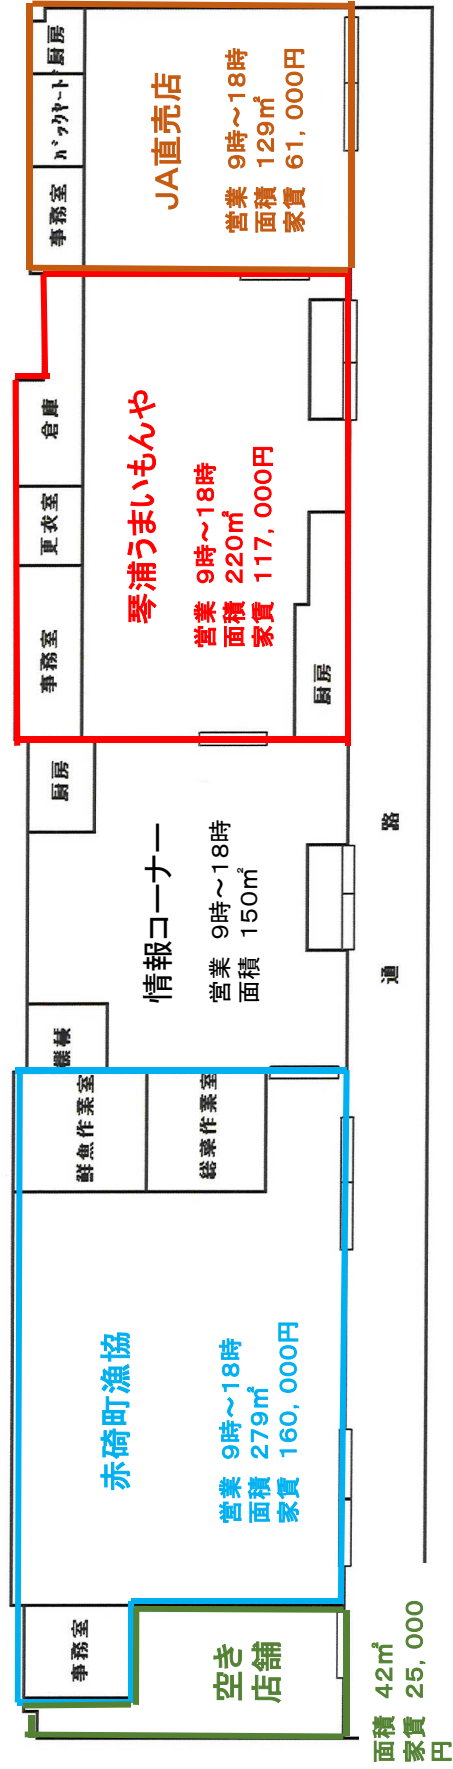 空き
店舗
面積 42㎡
家賃 25,000
円
事務室
赤碕町漁協
営業 9時～18時
面積 279㎡
家賃 160,000円
鮮魚作業室
総菜作業室
機械
情報コーナー
営業 9時～18時
面積 150㎡
厨房
通路
事務室
更衣室
倉庫
琴浦うまいもんや
営業 9時～18時
面積 220㎡
家賃 117,000円
厨房
事務室
バックヤード
厨房
JA直売店
営業 9時～18時
面積 129㎡
家賃 61,000円